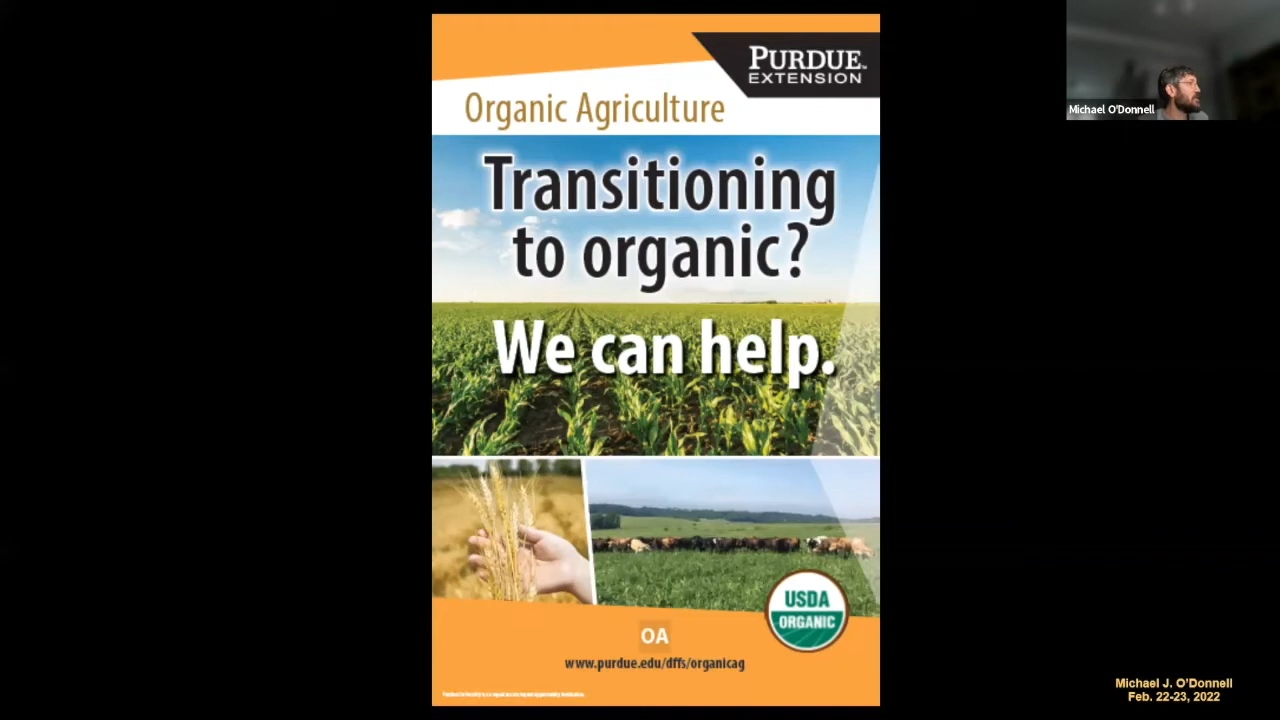 PURDUE
EXTENSION
Organic Agriculture
Transitioning
to organic?
We can help.
USDA
ORGANIC
OA
www.purdue.edu/dffs/organicag
Michael O'Donnell
Michael J. O'Donnell
Feb. 22-23, 2022